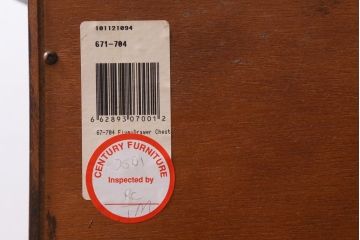 101121094
671-704
6 62893 07001 2
67-704 Five-Drawer Chest
CENTURY FURNITURE
Inspected by